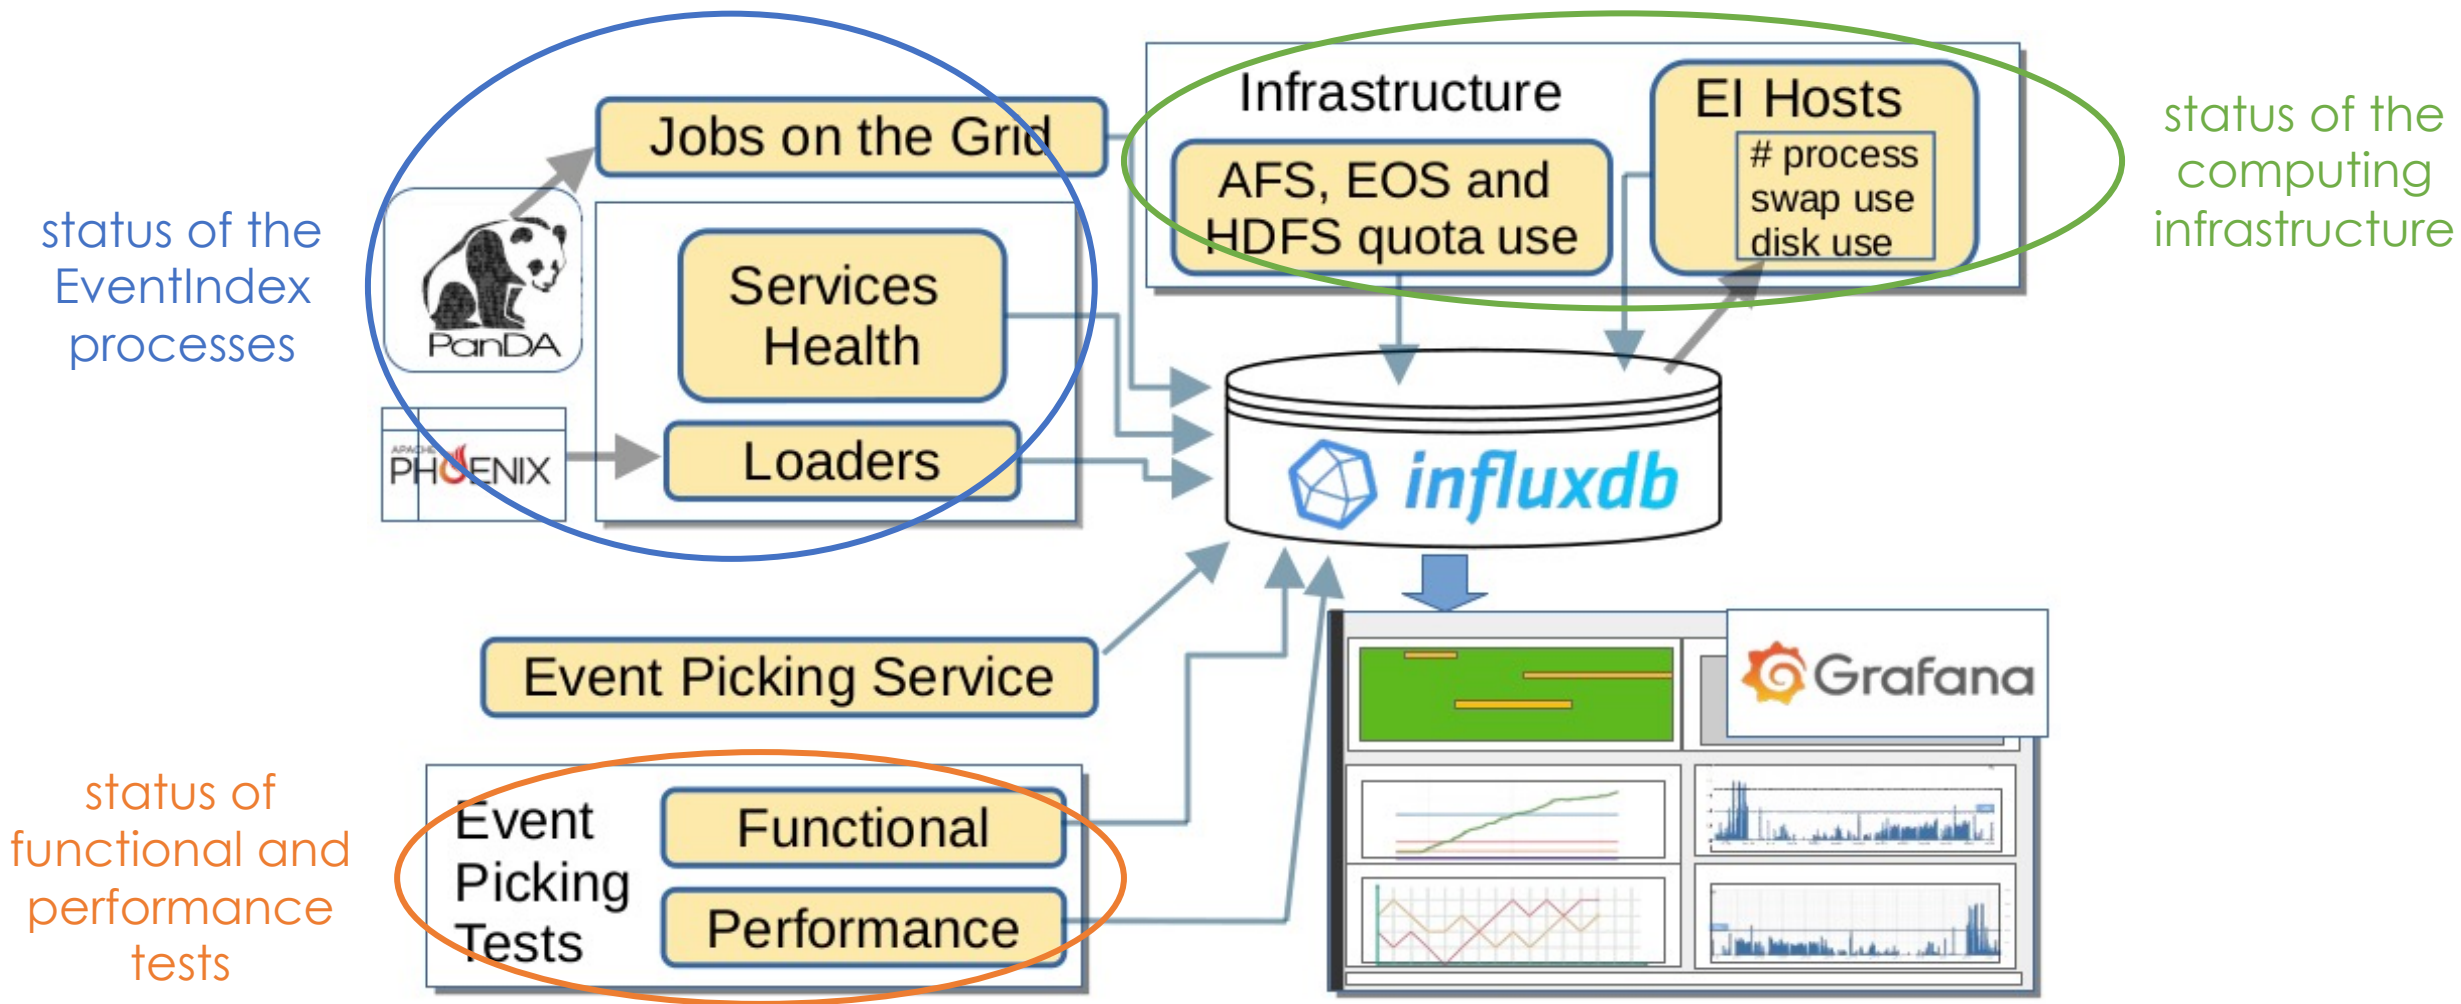 status of the
EventIndex
processes
Jobs on the Grid
PanDA
Services
Health
APACHE
PHOENIX
Loaders
Infrastructure
AFS, EOS and
HDFS quota use
EI Hosts
# process
swap use
disk use
status of the
computing
infrastructure
influxdb
Event Picking Service
Grafana
status of
functional and
performance
tests
Event
Picking
Tests
Functional
Performance